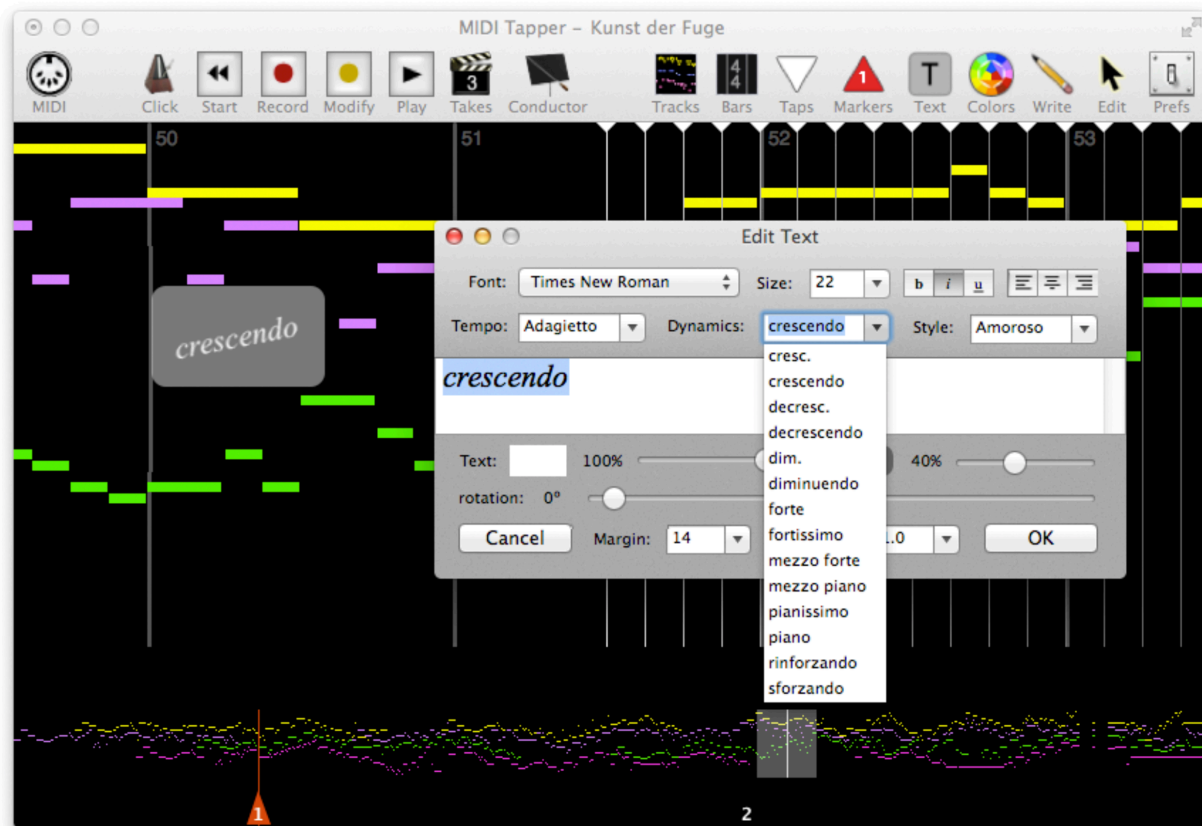 MIDI Tapper – Kunst der Fuge
3 4 4 1 T
MIDI Click Start Record Modify Play Takes Conductor Tracks Bars Taps Markers Text Colors Write Edit Prefs
50 51 52 53
Edit Text
Font: Times New Roman Size: 22 b i u
Tempo: Adagietto Dynamics: crescendo Style: Amoroso
crescendo
crescendo
cresc.
crescendo
decresc.
decrescendo
dim.
diminuendo
forte
fortissimo
mezzo forte
mezzo piano
pianissimo
piano
rinforzando
sforzando
Text: 100% 40%
rotation: 0°
Cancel Margin: 14 .0 OK
1 2